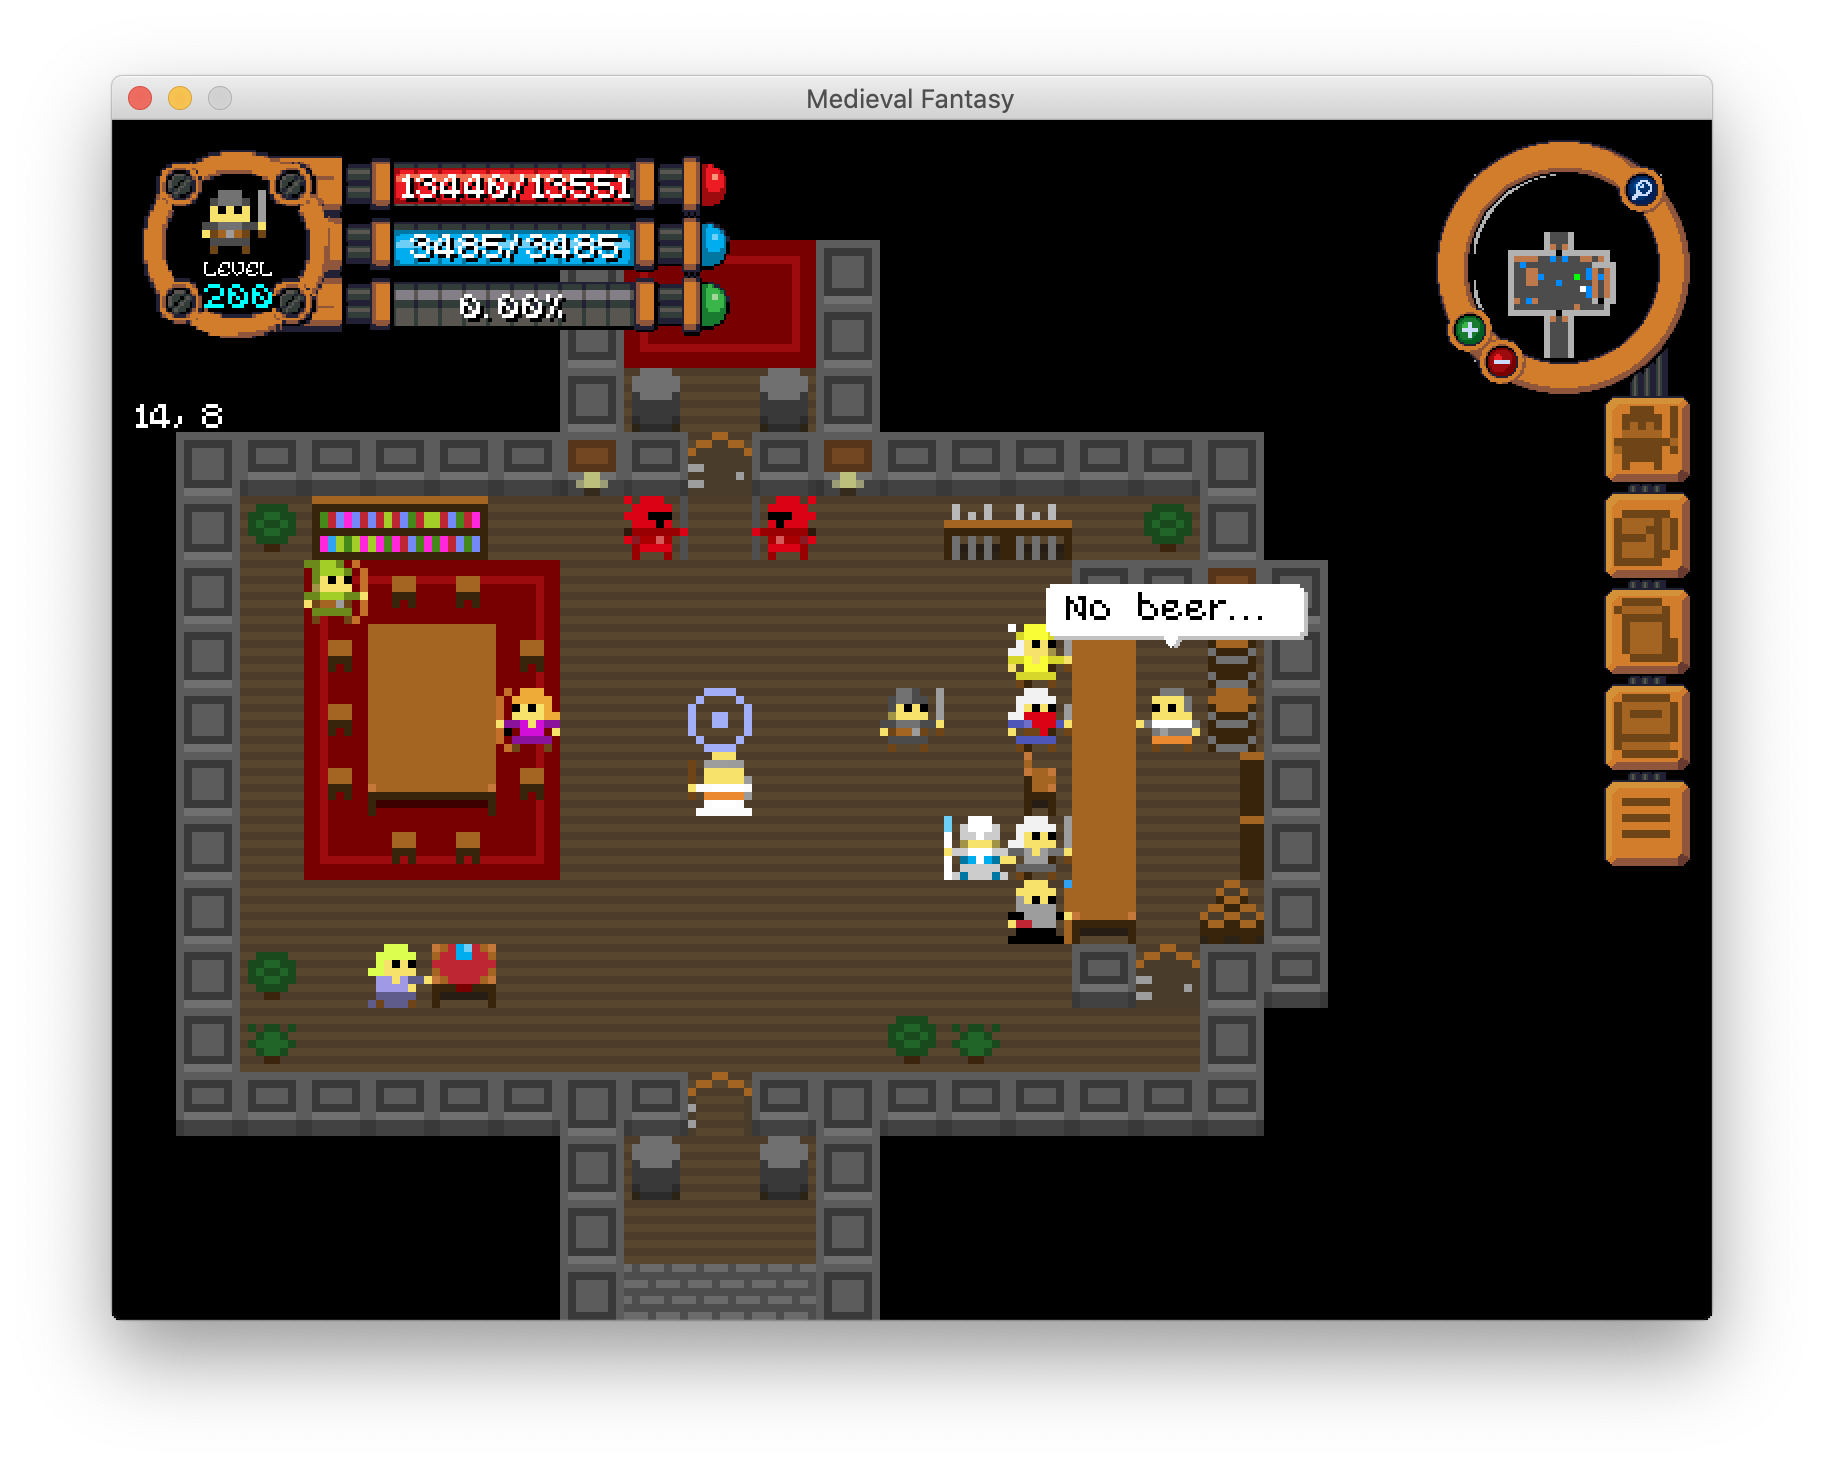 Medieval Fantasy
13440/13551
3485/3485
LEVEL
200
0.00%
14, 8
No beer...